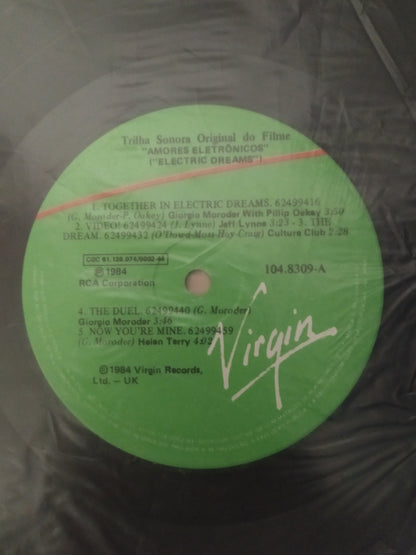 Trilha Sonora Original do Filme
"AMORES ELETRÔNICOS"
("ELECTRIC DREAMS")
1. TOGETHER IN ELECTRIC DREAMS. 62499416
(G. Moroder-P. Oakey) Giorgio Moroder With Philip Oakey 3:50
2. VIDEO! 62499424 (J. Lynne) Jeff Lynne 3:23 - 3. THE
DREAM. 62499432 (O'Dowd-Moss-Hay-Craig) Culture Club 2:28
℗ 1984
RCA Corporation
104.8309-A
4. THE DUEL. 62499440 (G. Moroder)
Giorgio Moroder 3:46
5. NOW YOU'RE MINE. 62499459
(G. Moroder) Helen Terry 4:02
Virgin
©1984 Virgin Records,
Ltd. – UK